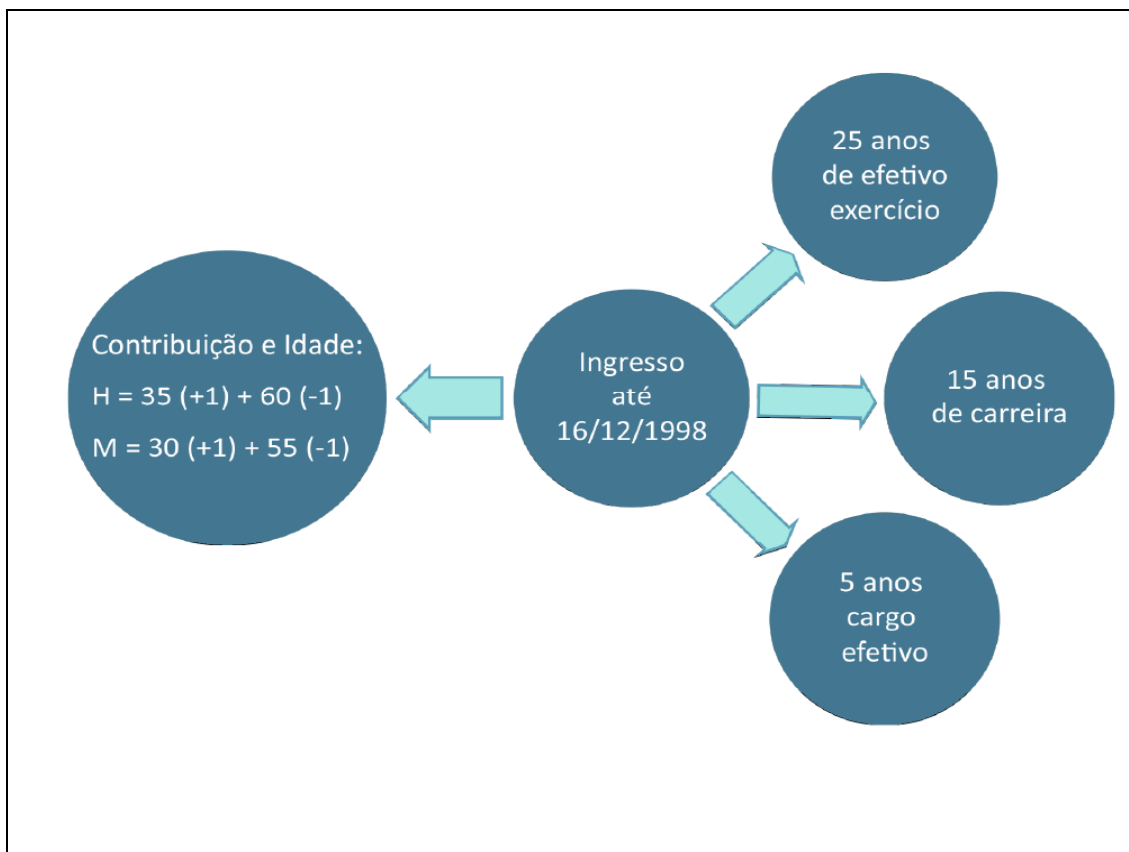 Contribuição e Idade:
H = 35 (+1) + 60 (-1)
M = 30 (+1) + 55 (-1)
Ingresso
até
16/12/1998
25 anos
de efetivo
exercício
15 anos
de carreira
5 anos
cargo
efetivo